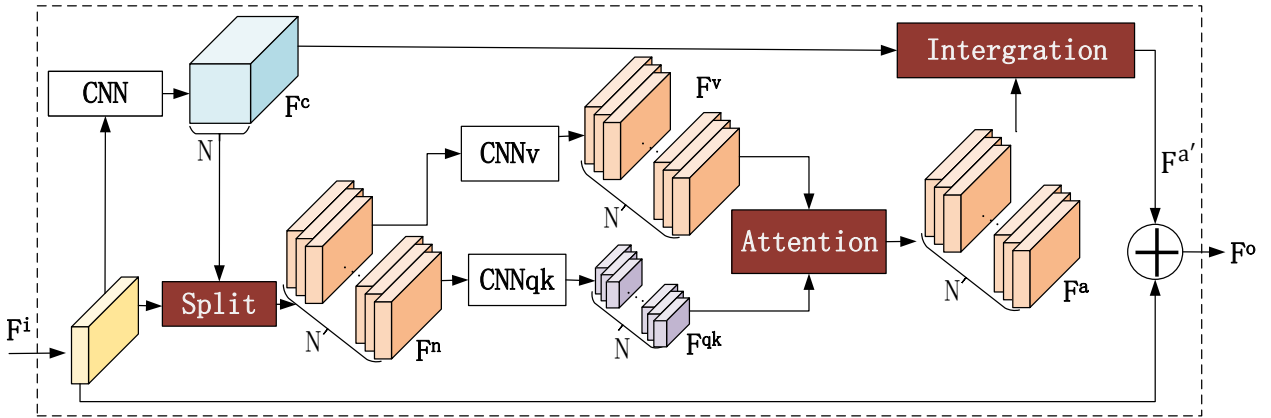 Intergration
CNN
F^c
F^v
N
CNNv
F^a'
N
Attention
Split
CNNqk
F^o
F^i
N
F^n
N
F^qk
N
F^a